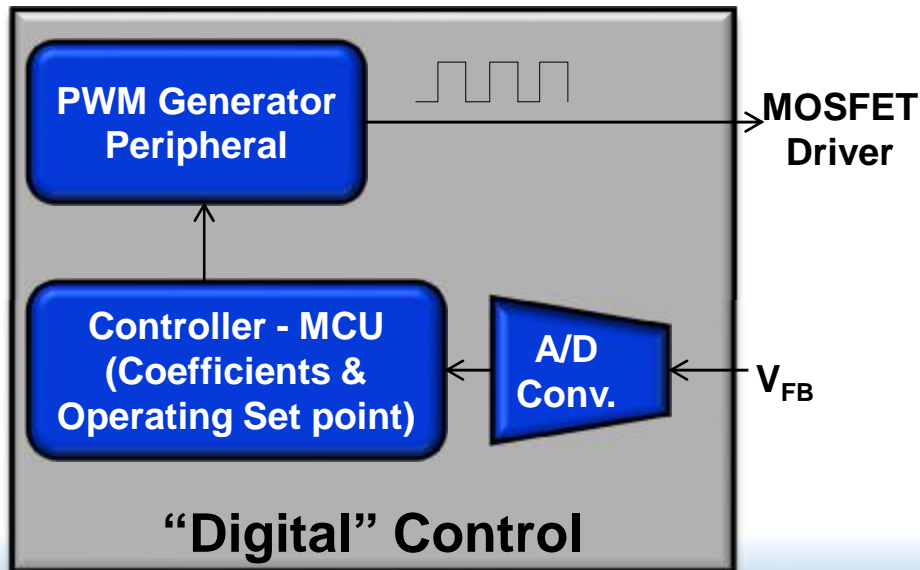 PWM Generator
Peripheral
MOSFET
Driver
Controller - MCU
(Coefficients &
Operating Set point)
A/D
Conv.
VFB
“Digital” Control